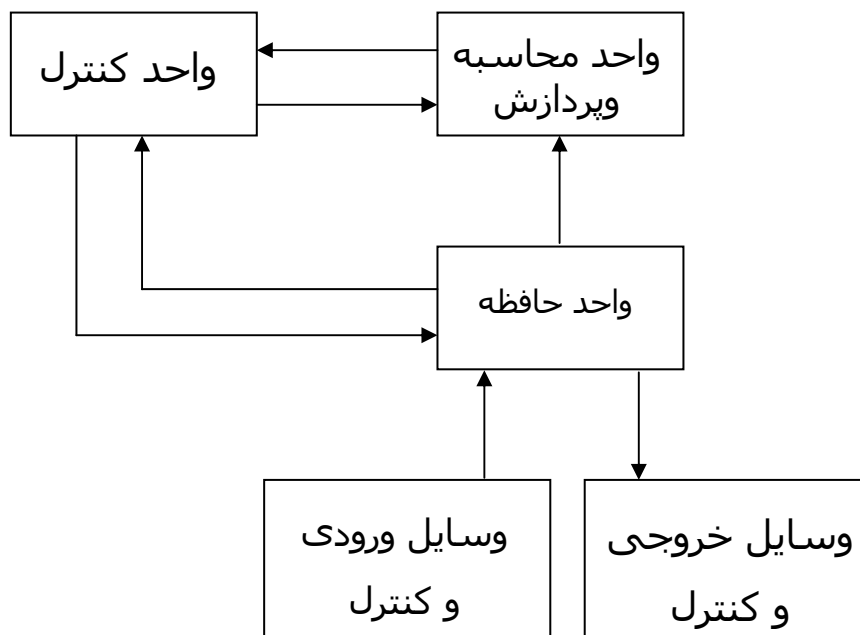 واحد محاسبه
وپردازش
واحد کنترل
واحد حافظه
وسایل خروجی
و کنترل
وسایل ورودی
و کنترل